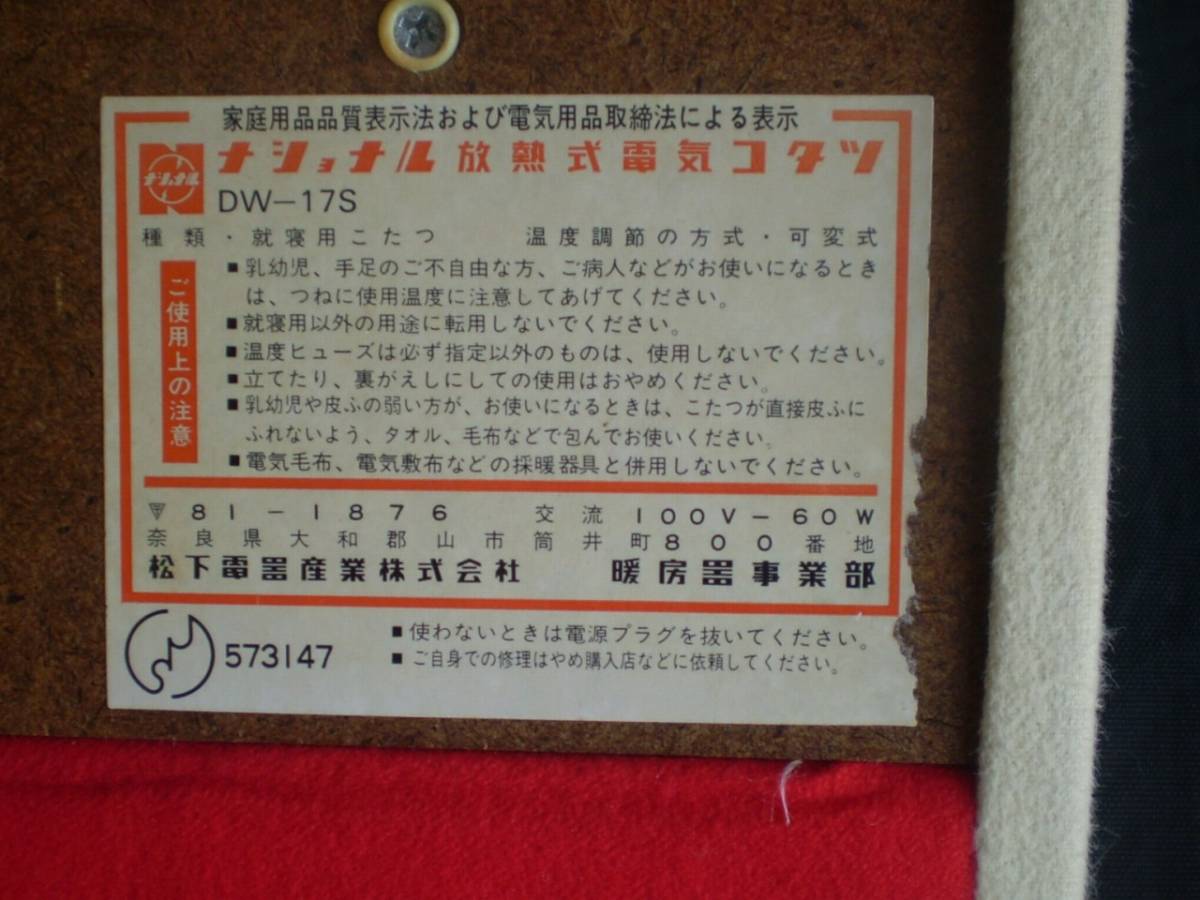 家庭用品品質表示法および電気用品取締法による表示
ナショナル
ナショナル 放熱式電気コタツ
DW-17S
種類・就寝用こたつ 温度調節の方式・可変式
ご使用上の注意
■乳幼児、手足のご不自由な方、ご病人などがお使いになるとき
は、つねに使用温度に注意してあげてください。
■就寝用以外の用途に転用しないでください。
■温度ヒューズは必ず指定以外のものは、使用しないでください。
■立てたり、裏がえしにしての使用はおやめください。
■乳幼児や皮ふの弱い方が、お使いになるときは、こたつが直接皮ふに
ふれないよう、タオル、毛布などで包んでお使いください。
■電気毛布、電気敷布などの採暖器具と併用しないでください。
81-1876 交流 100V-60W
奈良県大和郡山市筒井町800番地
松下電器産業株式会社 暖房器事業部
573147
■使わないときは電源プラグを抜いてください。
■ご自身での修理はやめ購入店などに依頼してください。